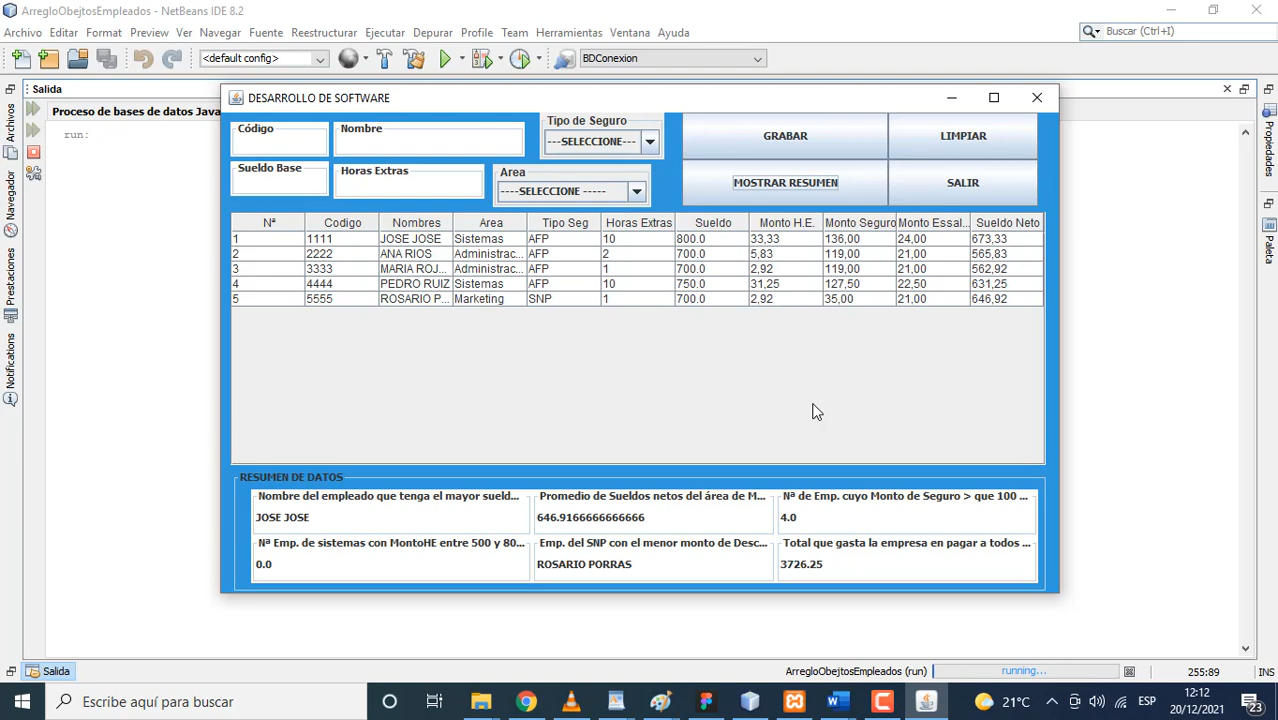 ArregloObejtosEmpleados - NetBeans IDE 8.2
Archivo Editar Format Preview Ver Navegar Fuente Reestructurar Ejecutar Depurar Profile Team Herramientas Ventana Ayuda
Buscar (Ctrl+I)
<default config>
BDConexion
Salida
Proceso de bases de datos Java
run:
Archivos
Navegador
Prestaciones
Notifications
Propiedades
Paleta
DESARROLLO DE SOFTWARE
Código
Nombre
Tipo de Seguro
---SELECCIONE---
Sueldo Base
Horas Extras
Area
----SELECCIONE -----
GRABAR
LIMPIAR
MOSTRAR RESUMEN
SALIR
Nª Codigo Nombres Area Tipo Seg Horas Extras Sueldo Monto H.E. Monto Seguro Monto Essal... Sueldo Neto
1 1111 JOSE JOSE Sistemas AFP 10 800.0 33,33 136,00 24,00 673,33
2 2222 ANA RIOS Administrac... AFP 2 700.0 5,83 119,00 21,00 565,83
3 3333 MARIA ROJ... Administrac... AFP 1 700.0 2,92 119,00 21,00 562,92
4 4444 PEDRO RUIZ Sistemas AFP 10 750.0 31,25 127,50 22,50 631,25
5 5555 ROSARIO P... Marketing SNP 1 700.0 2,92 35,00 21,00 646,92
RESUMEN DE DATOS
Nombre del empleado que tenga el mayor sueld...
JOSE JOSE
Promedio de Sueldos netos del área de M...
646.9166666666666
Nª de Emp. cuyo Monto de Seguro > que 100 ...
4.0
Nª Emp. de sistemas con MontoHE entre 500 y 80...
0.0
Emp. del SNP con el menor monto de Desc...
ROSARIO PORRAS
Total que gasta la empresa en pagar a todos ...
3726.25
Salida
ArregloObejtosEmpleados (run)
running...
255:89
INS
Escribe aquí para buscar
21°C
ESP
12:12
20/12/2021
23